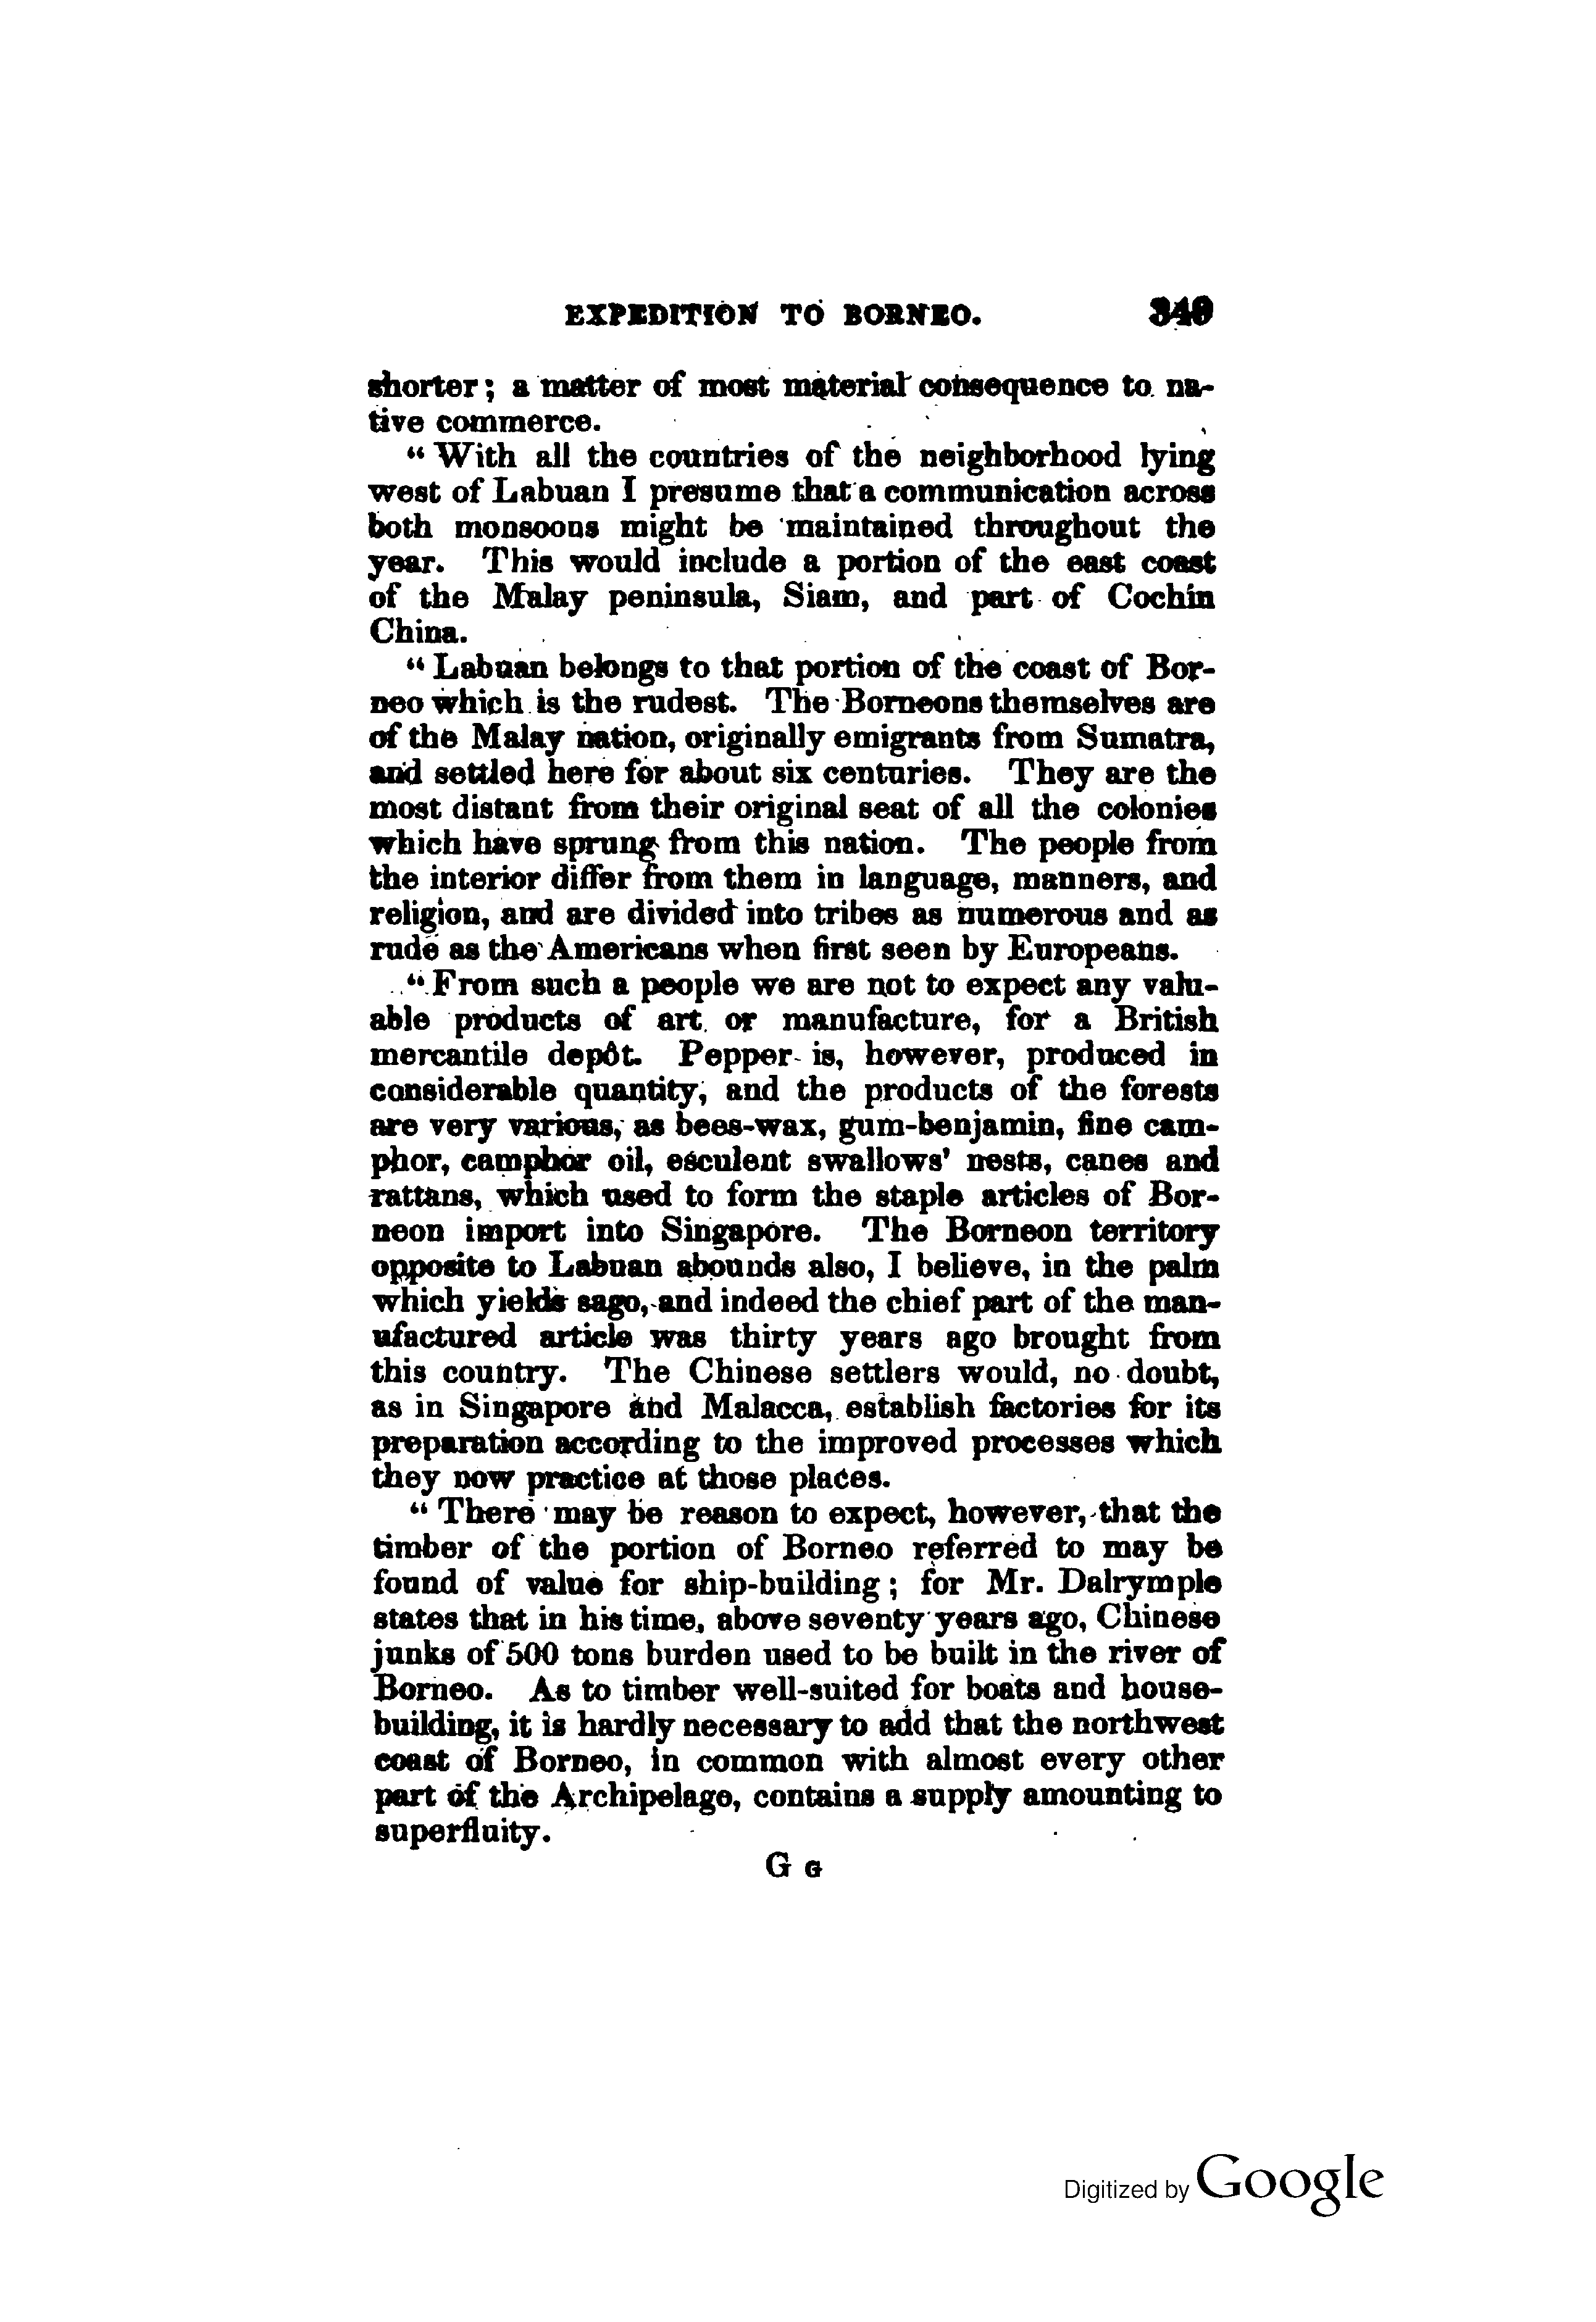 EXPEDITION TO BORNEO. 349
shorter; a matter of most material consequence to na-
tive commerce.
"With all the countries of the neighborhood lying
west of Labuan I presume that a communication across
both monsoons might be maintained throughout the
year. This would include a portion of the east coast
of the Malay peninsula, Siam, and part of Cochin
China.
"Labuan belongs to that portion of the coast of Bor-
neo which is the rudest. The Borneons themselves are
of the Malay nation, originally emigrants from Sumatra,
and settled here for about six centuries. They are the
most distant from their original seat of all the colonies
which have sprung from this nation. The people from
the interior differ from them in language, manners, and
religion, and are divided into tribes as numerous and as
rude as the Americans when first seen by Europeans.
"From such a people we are not to expect any valu-
able products of art or manufacture, for a British
mercantile depôt. Pepper is, however, produced in
considerable quantity, and the products of the forests
are very various, as bees-wax, gum-benjamin, fine cam-
phor, camphor oil, esculent swallows' nests, canes and
rattans, which used to form the staple articles of Bor-
neon import into Singapore. The Borneon territory
opposite to Labuan abounds also, I believe, in the palm
which yields sago, and indeed the chief part of the man-
ufactured article was thirty years ago brought from
this country. The Chinese settlers would, no doubt,
as in Singapore and Malacca, establish factories for its
preparation according to the improved processes which
they now practice at those places.
"There may be reason to expect, however, that the
timber of the portion of Borneo referred to may be
found of value for ship-building; for Mr. Dalrymple
states that in his time, above seventy years ago, Chinese
junks of 500 tons burden used to be built in the river of
Borneo. As to timber well-suited for boats and house-
building, it is hardly necessary to add that the northwest
coast of Borneo, in common with almost every other
part of the Archipelago, contains a supply amounting to
superfluity.
G G
Digitized by Google